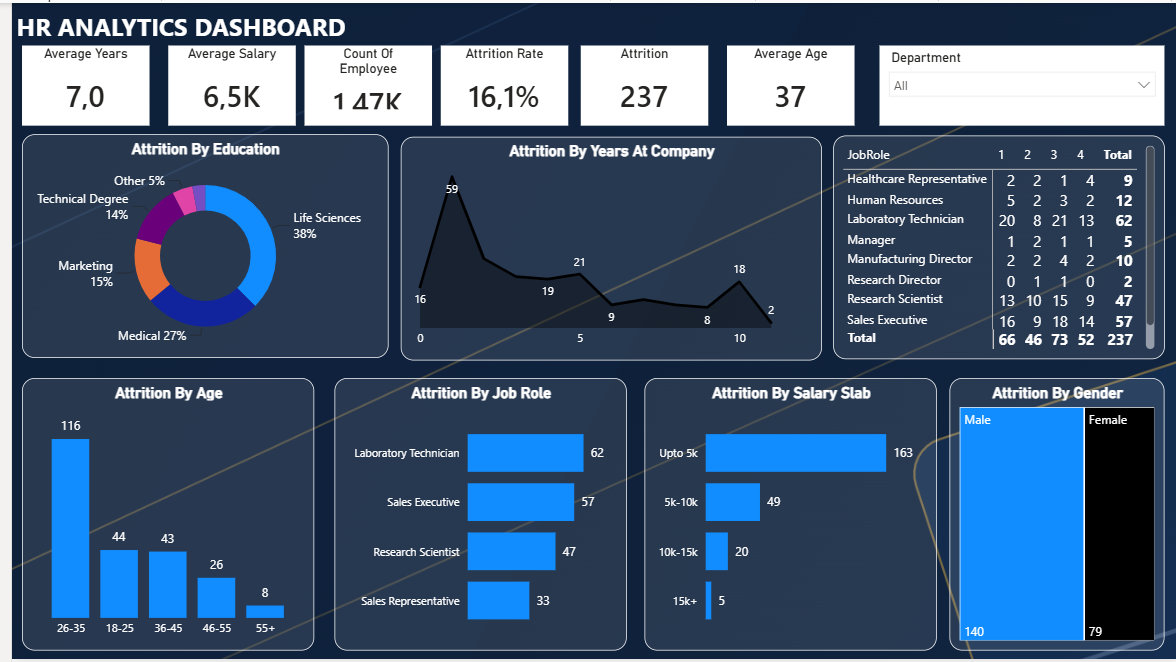 HR ANALYTICS DASHBOARD
Average Years
7,0
Average Salary
6,5K
Count Of
Employee
1,47K
Attrition Rate
16,1%
Attrition
237
Average Age
37
Department
All
Attrition By Education
Other 5%
Technical Degree
14%
Marketing
15%
Medical 27%
Life Sciences
38%
Attrition By Years At Company
59
16
19
21
9
8
18
2
0 5 10
JobRole 1 2 3 4 Total
Healthcare Representative 2 2 1 4 9
Human Resources 5 2 3 2 12
Laboratory Technician 20 8 21 13 62
Manager 1 2 1 1 5
Manufacturing Director 2 2 4 2 10
Research Director 0 1 1 0 2
Research Scientist 13 10 15 9 47
Sales Executive 16 9 18 14 57
Total 66 46 73 52 237
Attrition By Age
116
44
43
26
8
26-35 18-25 36-45 46-55 55+
Attrition By Job Role
Laboratory Technician 62
Sales Executive 57
Research Scientist 47
Sales Representative 33
Attrition By Salary Slab
Upto 5k 163
5k-10k 49
10k-15k 20
15k+ 5
Attrition By Gender
Male
140
Female
79